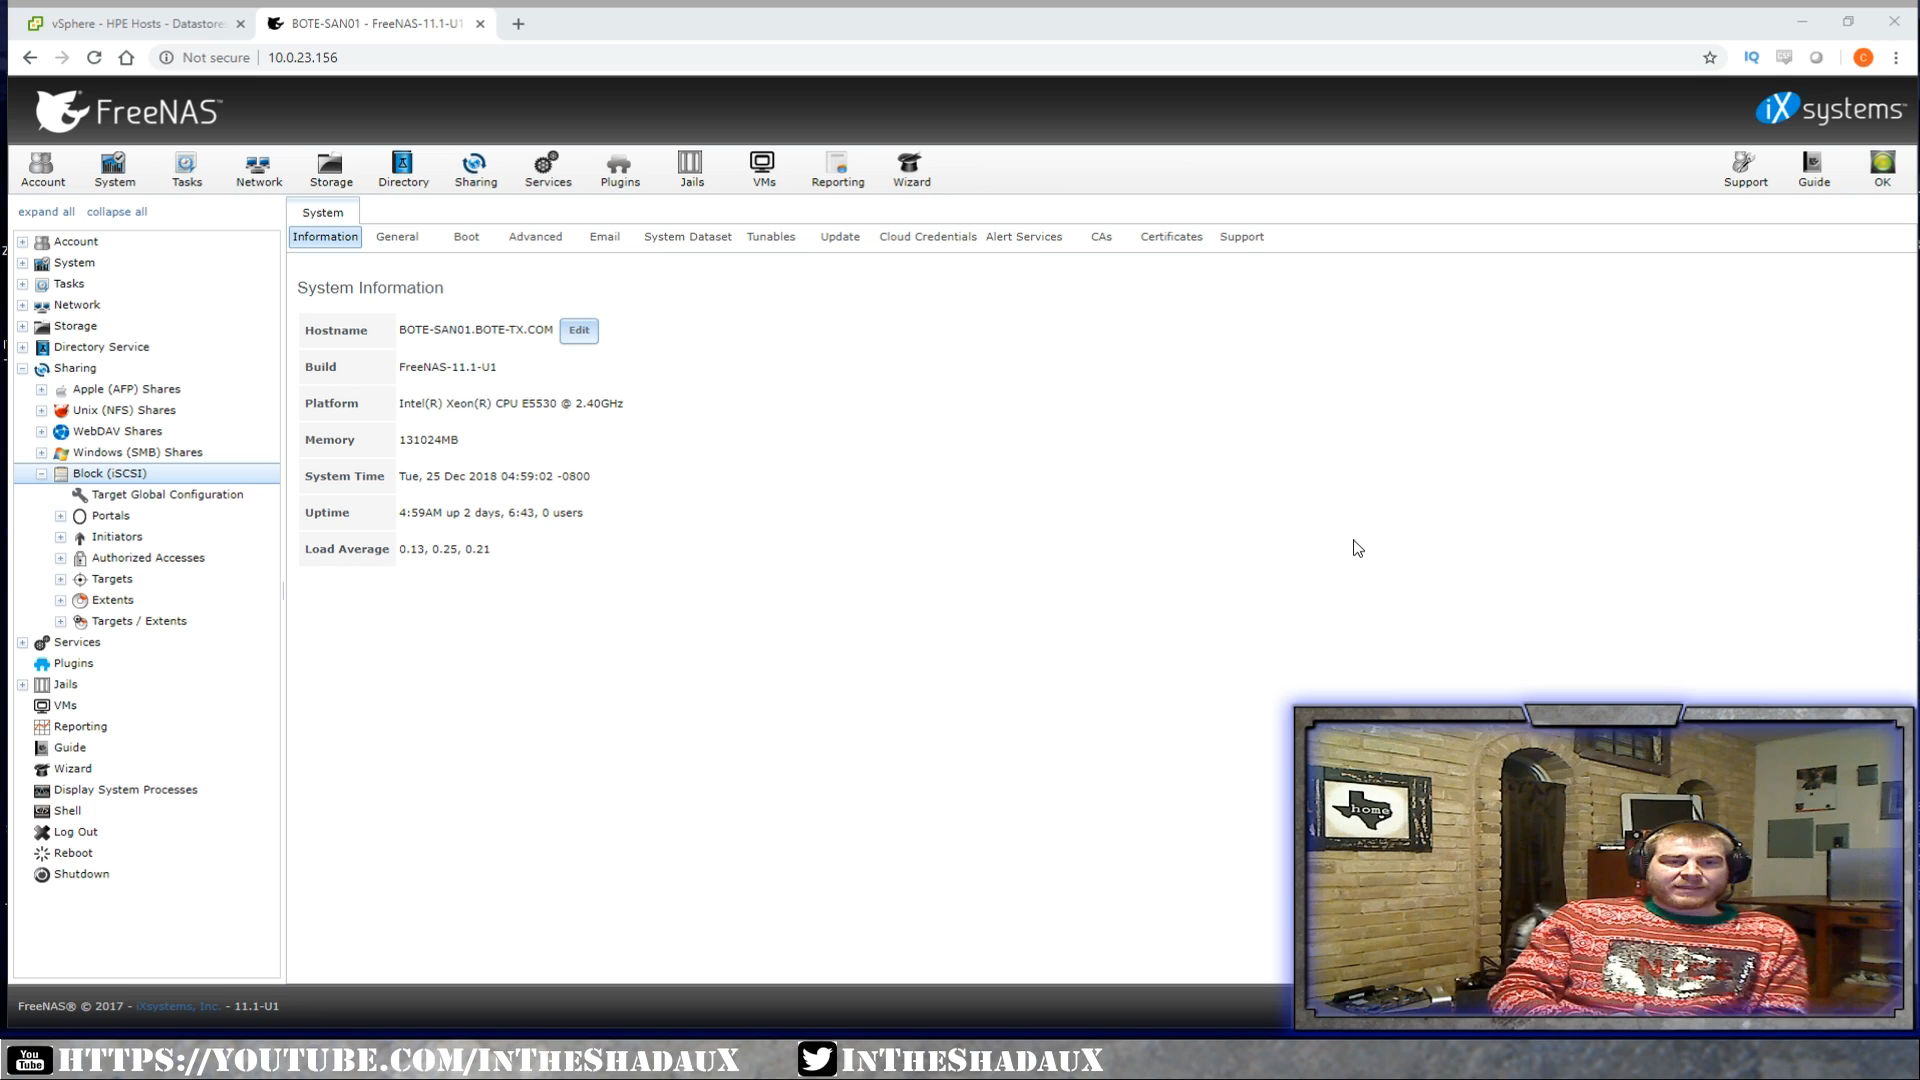 vSphere - HPE Hosts - Datastore
BOTE-SAN01 - FreeNAS-11.1-U1
Not secure
10.0.23.156
IQ
C
FreeNAS™
iXsystems™
Account
System
Tasks
Network
Storage
Directory
Sharing
Services
Plugins
Jails
VMs
Reporting
Wizard
Support
Guide
OK
expand all
collapse all
Account
System
Tasks
Network
Storage
Directory Service
Sharing
Apple (AFP) Shares
Unix (NFS) Shares
WebDAV Shares
Windows (SMB) Shares
Block (iSCSI)
Target Global Configuration
Portals
Initiators
Authorized Accesses
Targets
Extents
Targets / Extents
Services
Plugins
Jails
VMs
Reporting
Guide
Wizard
Display System Processes
Shell
Log Out
Reboot
Shutdown
System
Information
General
Boot
Advanced
Email
System Dataset
Tunables
Update
Cloud Credentials
Alert Services
CAs
Certificates
Support
System Information
Hostname BOTE-SAN01.BOTE-TX.COM Edit
Build FreeNAS-11.1-U1
Platform Intel(R) Xeon(R) CPU E5530 @ 2.40GHz
Memory 131024MB
System Time Tue, 25 Dec 2018 04:59:02 -0800
Uptime 4:59AM up 2 days, 6:43, 0 users
Load Average 0.13, 0.25, 0.21
home
NICE
FreeNAS® © 2017 - iXsystems, Inc. - 11.1-U1
You
Tube
HTTPS://YOUTUBE.COM/INTHESHADAUX
INTHESHADAUX